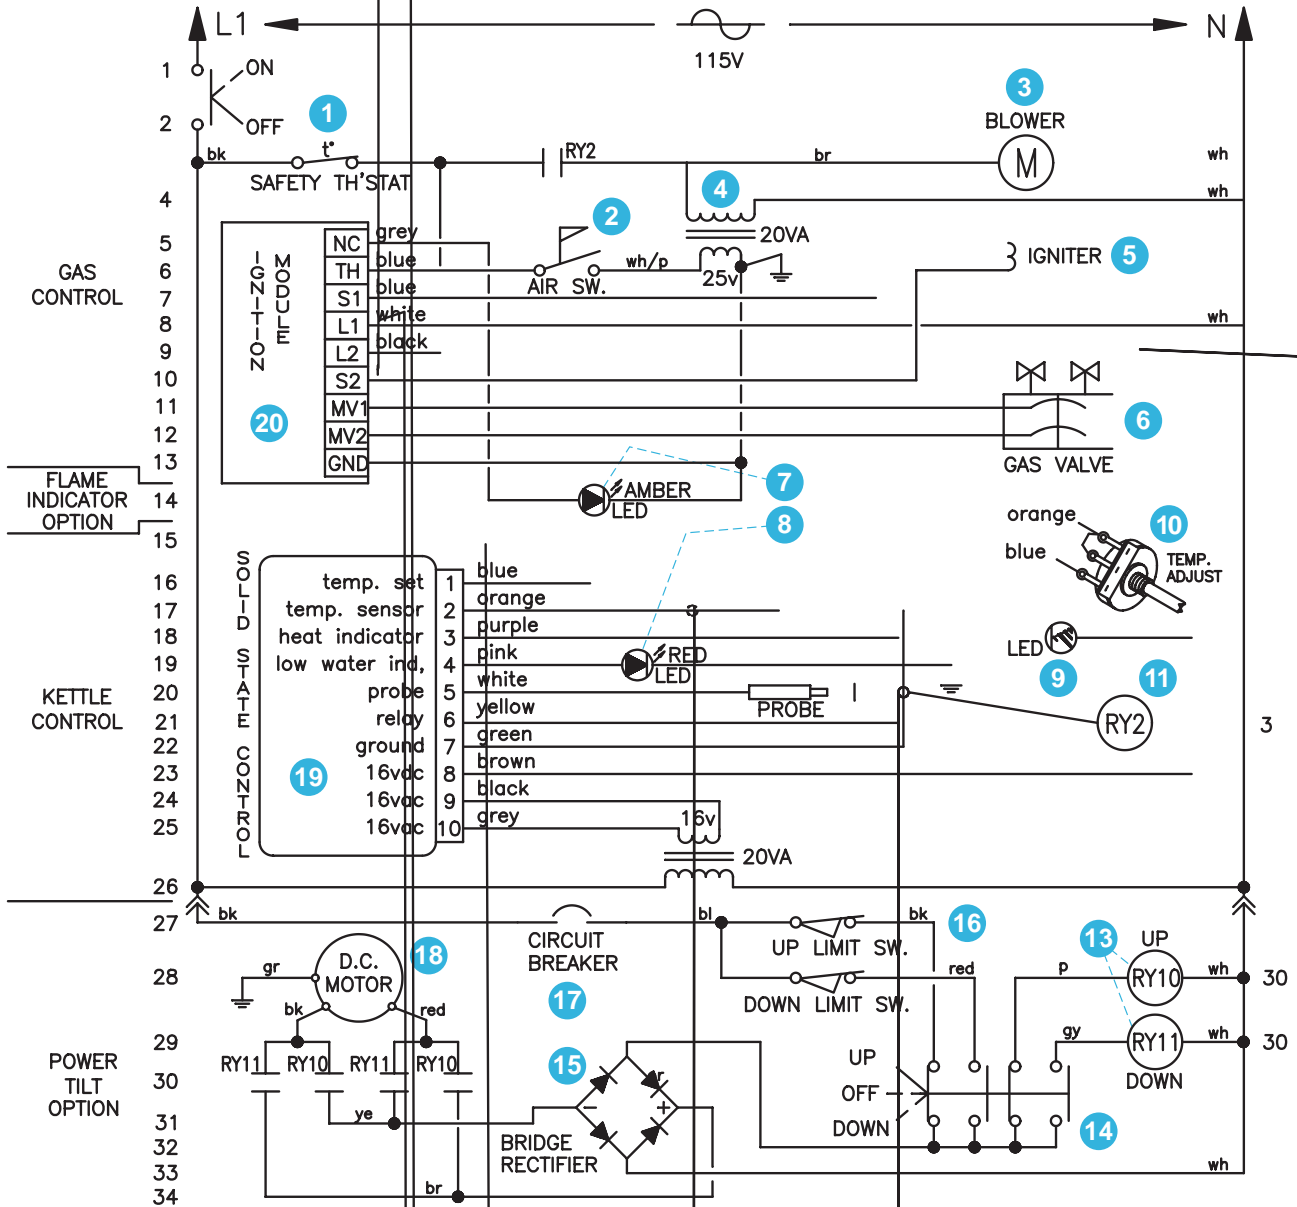 L1
115V
N
1
ON
3
BLOWER
2
OFF
1
bk
t°
RY2
br
M
wh
SAFETY TH'STAT
4
4
wh
2
20VA
5
NC
grey
IGNITER
5
GAS
CONTROL
IGNITION
MODULE
6
TH
blue
AIR SW.
wh/p
25v
7
S1
blue
8
L1
white
wh
9
L2
black
10
S2
11
MV1
6
20
12
MV2
13
GND
GAS VALVE
FLAME
INDICATOR
OPTION
14
AMBER
LED
7
8
15
orange
10
blue
TEMP.
ADJUST
SOLID STATE CONTROL
16
temp. set
1
blue
17
temp. sensor
2
orange
18
heat indicator
3
purple
LED
9
19
low water ind,
4
pink
RED
LED
11
KETTLE
CONTROL
20
probe
5
white
PROBE
21
relay
6
yellow
RY2
3
22
ground
7
green
23
19
16vdc
8
brown
24
16vac
9
black
25
16vac
10
grey
16v
20VA
26
27
bk
CIRCUIT
BREAKER
bl
UP LIMIT SW.
bk
16
13
UP
18
D.C.
MOTOR
28
gr
red
p
RY10
wh
30
DOWN LIMIT SW.
17
bk
red
29
gy
RY11
wh
30
DOWN
POWER
TILT
OPTION
RY11
RY10
RY11
RY10
15
r
UP
30
OFF
31
ye
−
+
DOWN
14
32
BRIDGE
RECTIFIER
33
wh
34
br